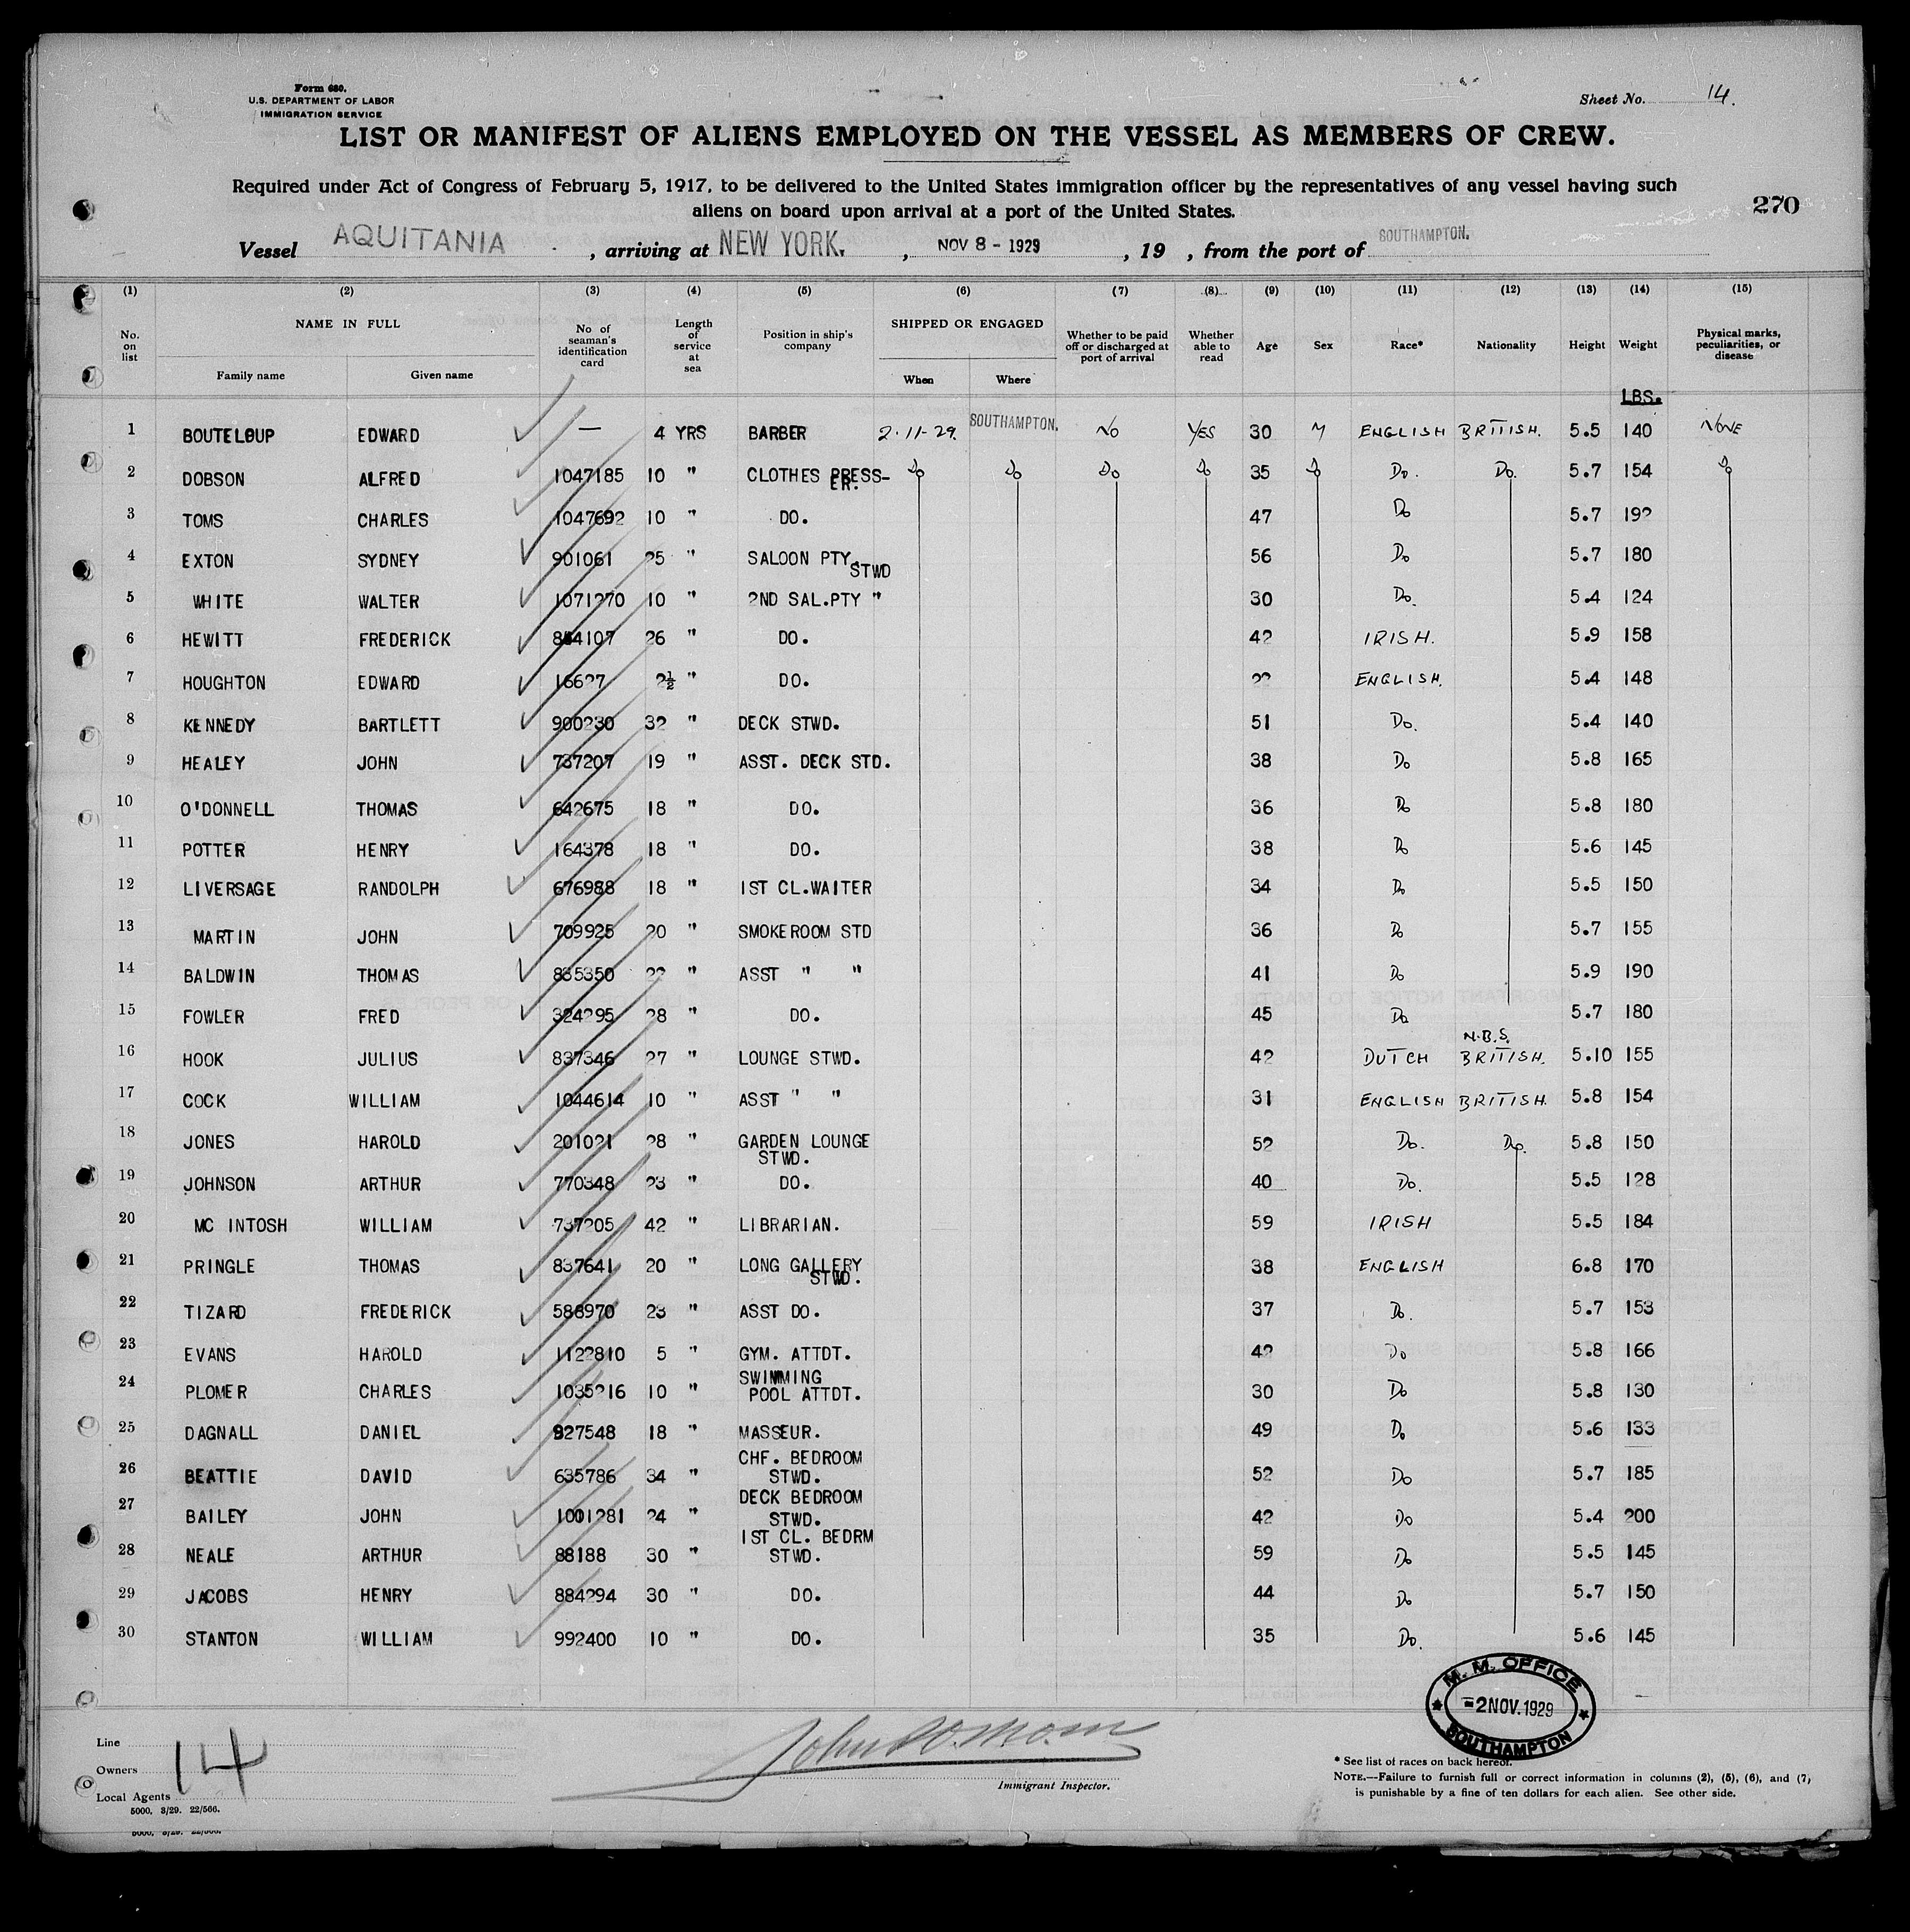 Form 680.
U.S. DEPARTMENT OF LABOR
IMMIGRATION SERVICE
Sheet No. 14.
LIST OR MANIFEST OF ALIENS EMPLOYED ON THE VESSEL AS MEMBERS OF CREW.
Required under Act of Congress of February 5, 1917, to be delivered to the United States immigration officer by the representatives of any vessel having such
aliens on board upon arrival at a port of the United States.
270
Vessel AQUITANIA , arriving at NEW YORK. , NOV 8 - 1929 , 19 , from the port of SOUTHAMPTON.
(1) (2) (3) (4) (5) (6) (7) (8) (9) (10) (11) (12) (13) (14) (15)
No. on list NAME IN FULL Family name Given name No of seaman's identification card Length of service at sea Position in ship's company SHIPPED OR ENGAGED When Where Whether to be paid off or discharged at port of arrival Whether able to read Age Sex Race* Nationality Height Weight Physical marks, peculiarities, or disease
LBS.
1 BOUTELOUP EDWARD — 4 YRS BARBER 2.11.29. SOUTHAMPTON. NO YES 30 M ENGLISH BRITISH. 5.5 140 NONE
2 DOBSON ALFRED 1047185 10 " CLOTHES PRESS-ER. Do Do Do Do 35 Do Do. Do. 5.7 154 Do
3 TOMS CHARLES 1047692 10 " DO. 47 Do 5.7 192
4 EXTON SYDNEY 901061 25 " SALOON PTY. STWD 56 Do 5.7 180
5 WHITE WALTER 1071270 10 " 2ND SAL.PTY " 30 Do. 5.4 124
6 HEWITT FREDERICK 854107 26 " DO. 42 IRISH. 5.9 158
7 HOUGHTON EDWARD 16627 2½ " DO. 22 ENGLISH. 5.4 148
8 KENNEDY BARTLETT 900230 32 " DECK STWD. 51 Do. 5.4 140
9 HEALEY JOHN 737207 19 " ASST. DECK STD. 38 Do 5.8 165
10 O'DONNELL THOMAS 642675 18 " DO. 36 Do 5.8 180
11 POTTER HENRY 164378 18 " DO. 38 Do 5.6 145
12 LIVERSAGE RANDOLPH 676988 18 " 1ST CL.WAITER 34 Do 5.5 150
13 MARTIN JOHN 709925 20 " SMOKEROOM STD 36 Do 5.7 155
14 BALDWIN THOMAS 835350 22 " ASST " " 41 Do 5.9 190
15 FOWLER FRED 324295 28 " DO. 45 Do 5.7 180
N.B.S.
16 HOOK JULIUS 837346 27 " LOUNGE STWD. 42 DUTCH BRITISH. 5.10 155
17 COCK WILLIAM 1044614 10 " ASST " " 31 ENGLISH BRITISH. 5.8 154
18 JONES HAROLD 201021 28 " GARDEN LOUNGE STWD. 52 Do. Do. 5.8 150
19 JOHNSON ARTHUR 770348 23 " DO. 40 Do. 5.5 128
20 MC INTOSH WILLIAM 737205 42 " LIBRARIAN. 59 IRISH 5.5 184
21 PRINGLE THOMAS 837641 20 " LONG GALLERY STWD. 38 ENGLISH 6.8 170
22 TIZARD FREDERICK 588970 23 " ASST DO. 37 Do. 5.7 153
23 EVANS HAROLD 1122810 5 " GYM. ATTDT. 42 Do 5.8 166
24 PLOMER CHARLES 1035216 10 " SWIMMING POOL ATTDT. 30 Do 5.8 130
25 DAGNALL DANIEL 927548 18 " MASSEUR. 49 Do 5.6 133
26 BEATTIE DAVID 635786 34 " CHF. BEDROOM STWD. 52 Do 5.7 185
27 BAILEY JOHN 1001281 24 " DECK BEDROOM STWD. 42 Do 5.4 200
28 NEALE ARTHUR 88188 30 " 1ST CL. BEDRM STWD. 59 Do 5.5 145
29 JACOBS HENRY 884294 30 " DO. 44 Do 5.7 150
30 STANTON WILLIAM 992400 10 " DO. 35 Do. 5.6 145
M. M. OFFICE
2 NOV. 1929
SOUTHAMPTON
Line
Owners 14
Local Agents
5000, 3/29. 22/566.
Immigrant Inspector.
* See list of races on back hereof.
NOTE.—Failure to furnish full or correct information in columns (2), (5), (6), and (7), is punishable by a fine of ten dollars for each alien. See other side.